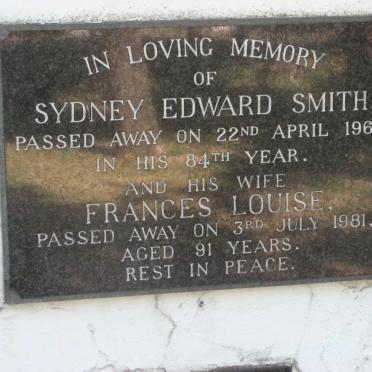 IN LOVING MEMORY
OF
SYDNEY EDWARD SMITH.
PASSED AWAY ON 22ND APRIL 196
IN HIS 84TH YEAR.
AND HIS WIFE
FRANCES LOUISE.
PASSED AWAY ON 3RD JULY 1981.
AGED 91 YEARS.
REST IN PEACE.